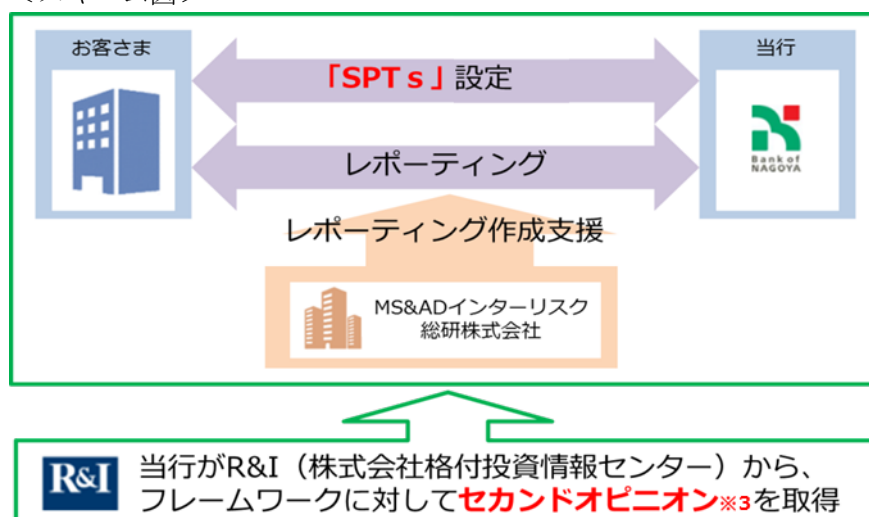 お客さま
当行
「SPTｓ」設定
Bank of
NAGOYA
レポーティング
レポーティング作成支援
MS&ADインターリスク
総研株式会社
R&I
当行がR&I（株式会社格付投資情報センター）から、
フレームワークに対してセカンドオピニオン※3を取得